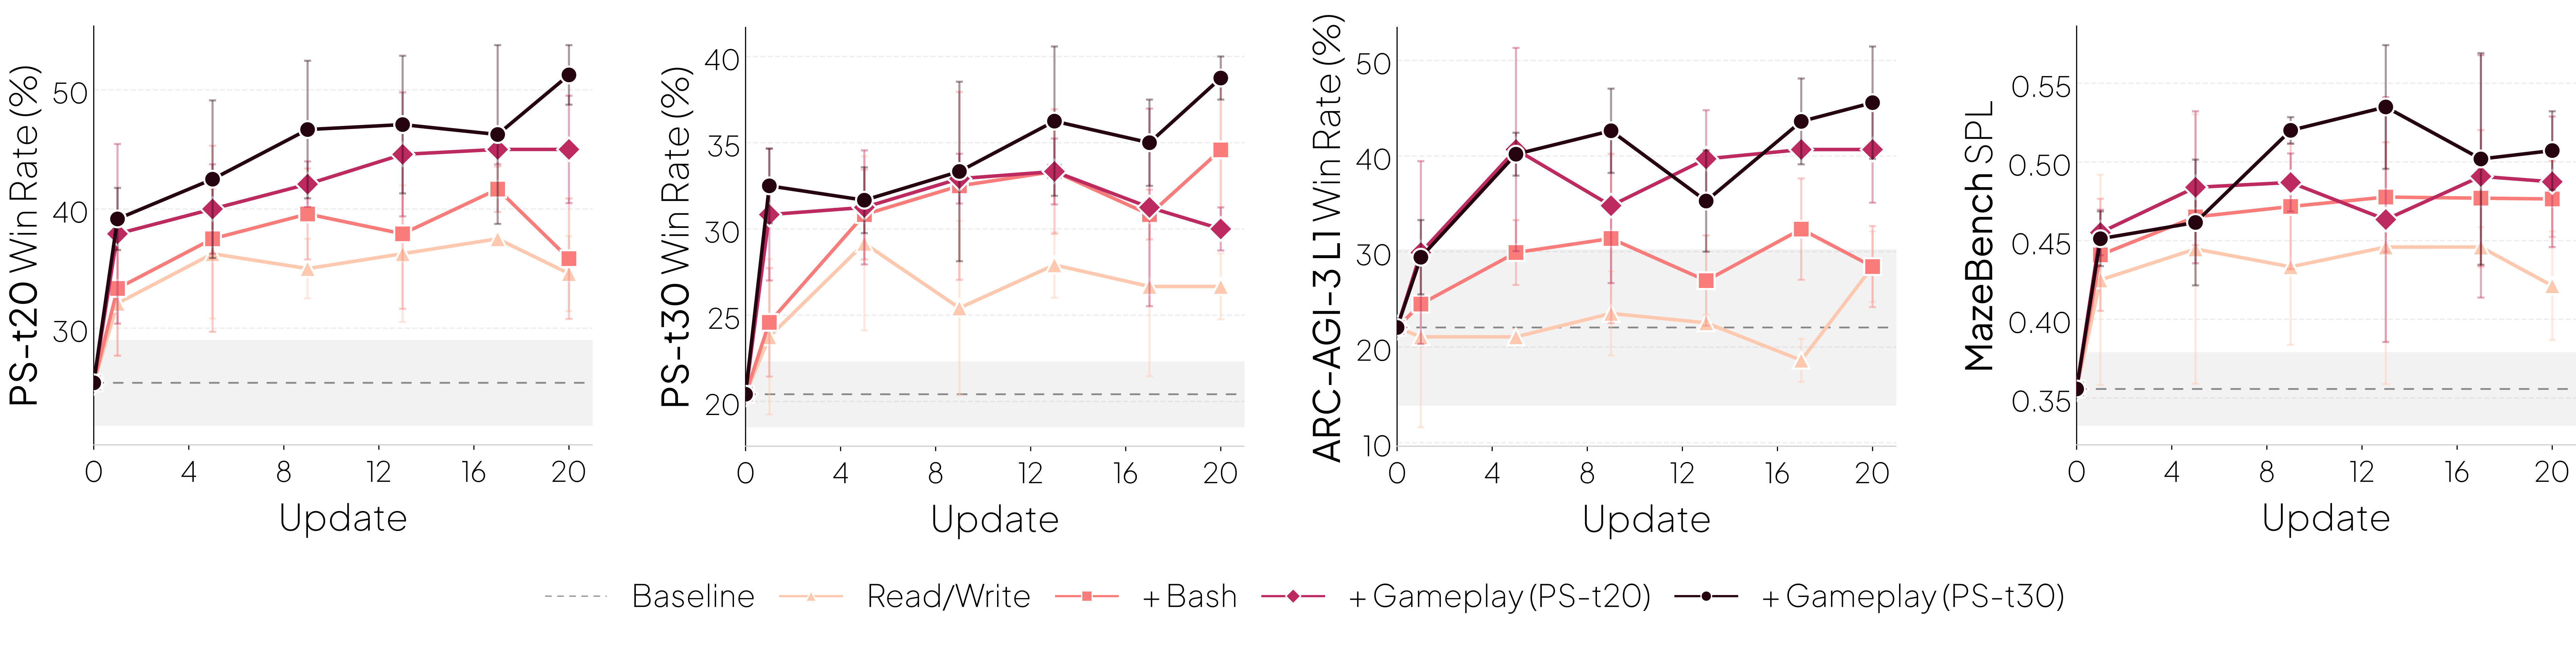 PS-t20 Win Rate (%)
50
40
30
0 4 8 12 16 20
Update
PS-t30 Win Rate (%)
40
35
30
25
20
0 4 8 12 16 20
Update
ARC-AGI-3 L1 Win Rate (%)
50
40
30
20
10
0 4 8 12 16 20
Update
MazeBench SPL
0.55
0.50
0.45
0.40
0.35
0 4 8 12 16 20
Update
Baseline Read/Write + Bash + Gameplay (PS-t20) + Gameplay (PS-t30)